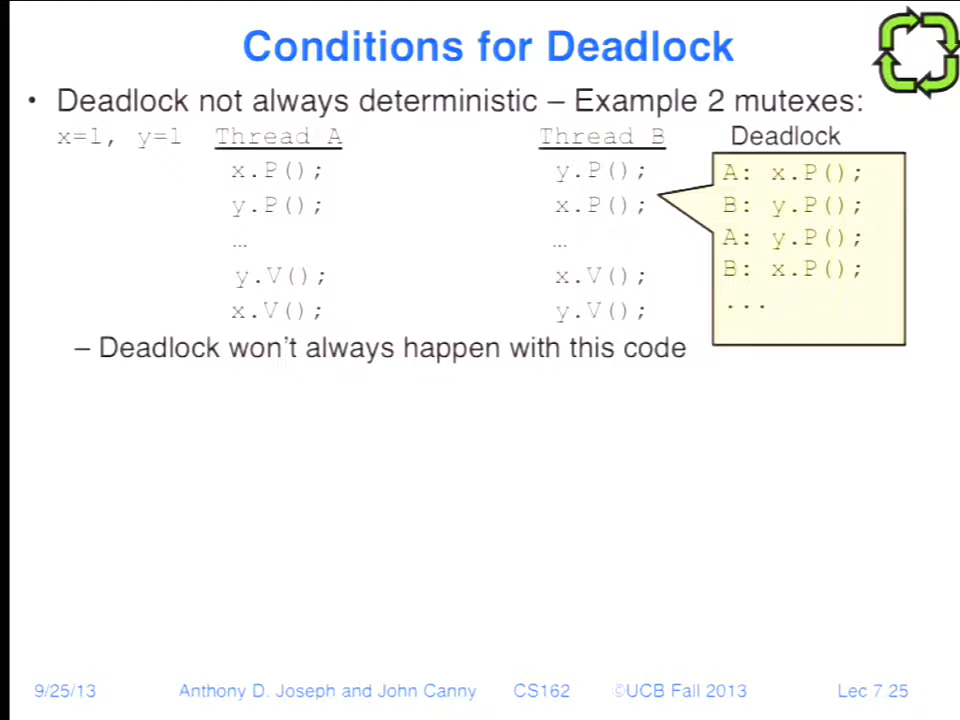 Conditions for Deadlock
• Deadlock not always deterministic – Example 2 mutexes:
x=1, y=1 Thread A Thread B Deadlock
x.P(); y.P(); A: x.P();
y.P(); x.P(); B: y.P();
… … A: y.P();
y.V(); x.V(); B: x.P();
x.V(); y.V(); ...
– Deadlock won't always happen with this code
9/25/13 Anthony D. Joseph and John Canny CS162 ©UCB Fall 2013 Lec 7 25